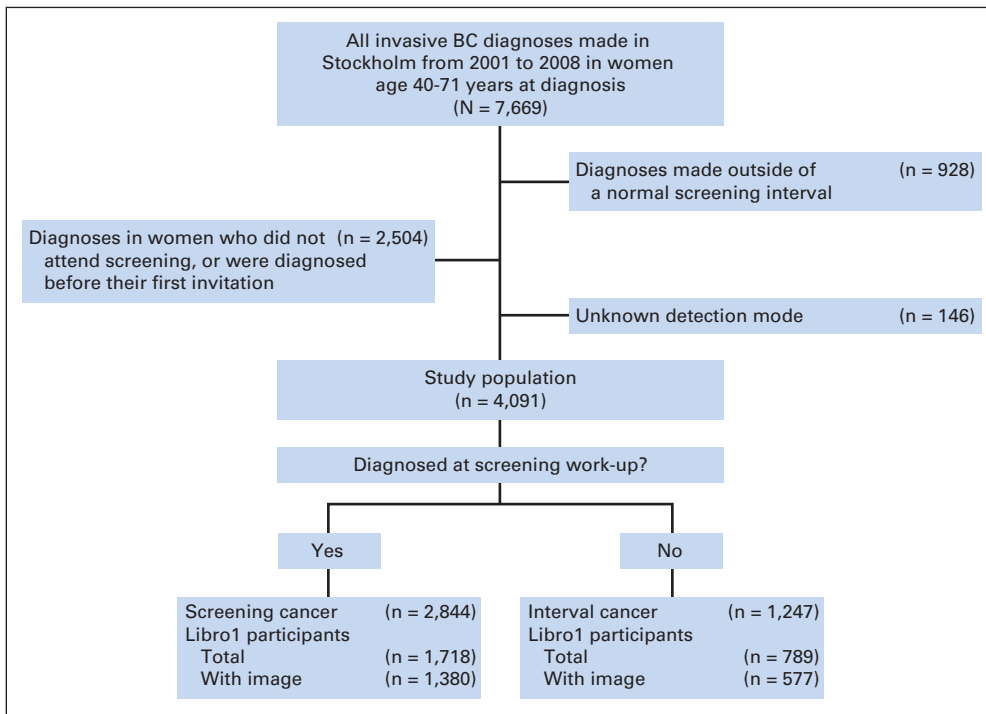 All invasive BC diagnoses made in
Stockholm from 2001 to 2008 in women
age 40-71 years at diagnosis
(N = 7,669)
Diagnoses made outside of (n = 928)
a normal screening interval
Diagnoses in women who did not (n = 2,504)
attend screening, or were diagnosed
before their first invitation
Unknown detection mode (n = 146)
Study population
(n = 4,091)
Diagnosed at screening work-up?
Yes
No
Screening cancer (n = 2,844)
Libro1 participants
Total (n = 1,718)
With image (n = 1,380)
Interval cancer (n = 1,247)
Libro1 participants
Total (n = 789)
With image (n = 577)